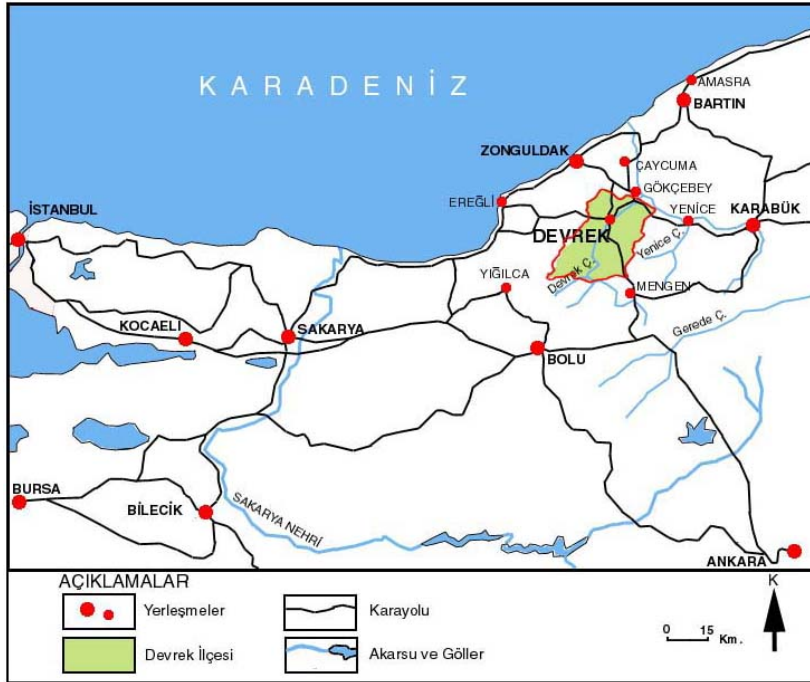 KARADENİZ
AMASRA
BARTIN
ZONGULDAK
ÇAYCUMA
GÖKÇEBEY
EREĞLİ
YENİCE
KARABÜK
İSTANBUL
DEVREK
Yenice Ç.
Devrek Ç.
YIĞILCA
MENGEN
Gerede Ç.
KOCAELI
SAKARYA
BOLU
BURSA
BİLECİK
SAKARYA NEHRİ
ANKARA
AÇIKLAMALAR
Yerleşmeler
Karayolu
Devrek İlçesi
Akarsu ve Göller
0 15 Km.
K